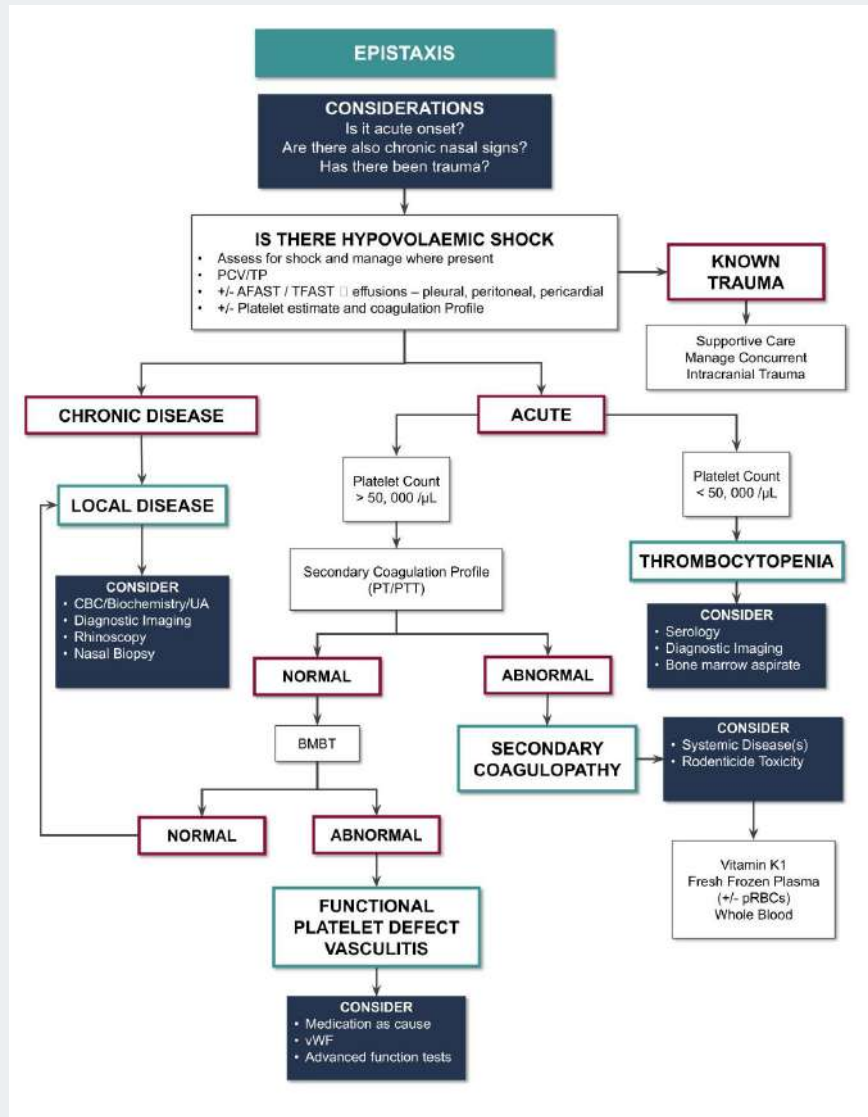 EPISTAXIS
CONSIDERATIONS
Is it acute onset?
Are there also chronic nasal signs?
Has there been trauma?
IS THERE HYPOVOLAEMIC SHOCK
• Assess for shock and manage where present
• PCV/TP
• +/- AFAST / TFAST □ effusions – pleural, peritoneal, pericardial
• +/- Platelet estimate and coagulation Profile
KNOWN
TRAUMA
Supportive Care
Manage Concurrent
Intracranial Trauma
CHRONIC DISEASE
ACUTE
LOCAL DISEASE
Platelet Count
> 50, 000 /µL
Platelet Count
< 50, 000 /µL
THROMBOCYTOPENIA
CONSIDER
• CBC/Biochemistry/UA
• Diagnostic Imaging
• Rhinoscopy
• Nasal Biopsy
Secondary Coagulation Profile
(PT/PTT)
CONSIDER
• Serology
• Diagnostic Imaging
• Bone marrow aspirate
NORMAL
ABNORMAL
BMBT
SECONDARY
COAGULOPATHY
CONSIDER
• Systemic Disease(s)
• Rodenticide Toxicity
NORMAL
ABNORMAL
Vitamin K1
Fresh Frozen Plasma
(+/- pRBCs)
Whole Blood
FUNCTIONAL
PLATELET DEFECT
VASCULITIS
CONSIDER
• Medication as cause
• vWF
• Advanced function tests